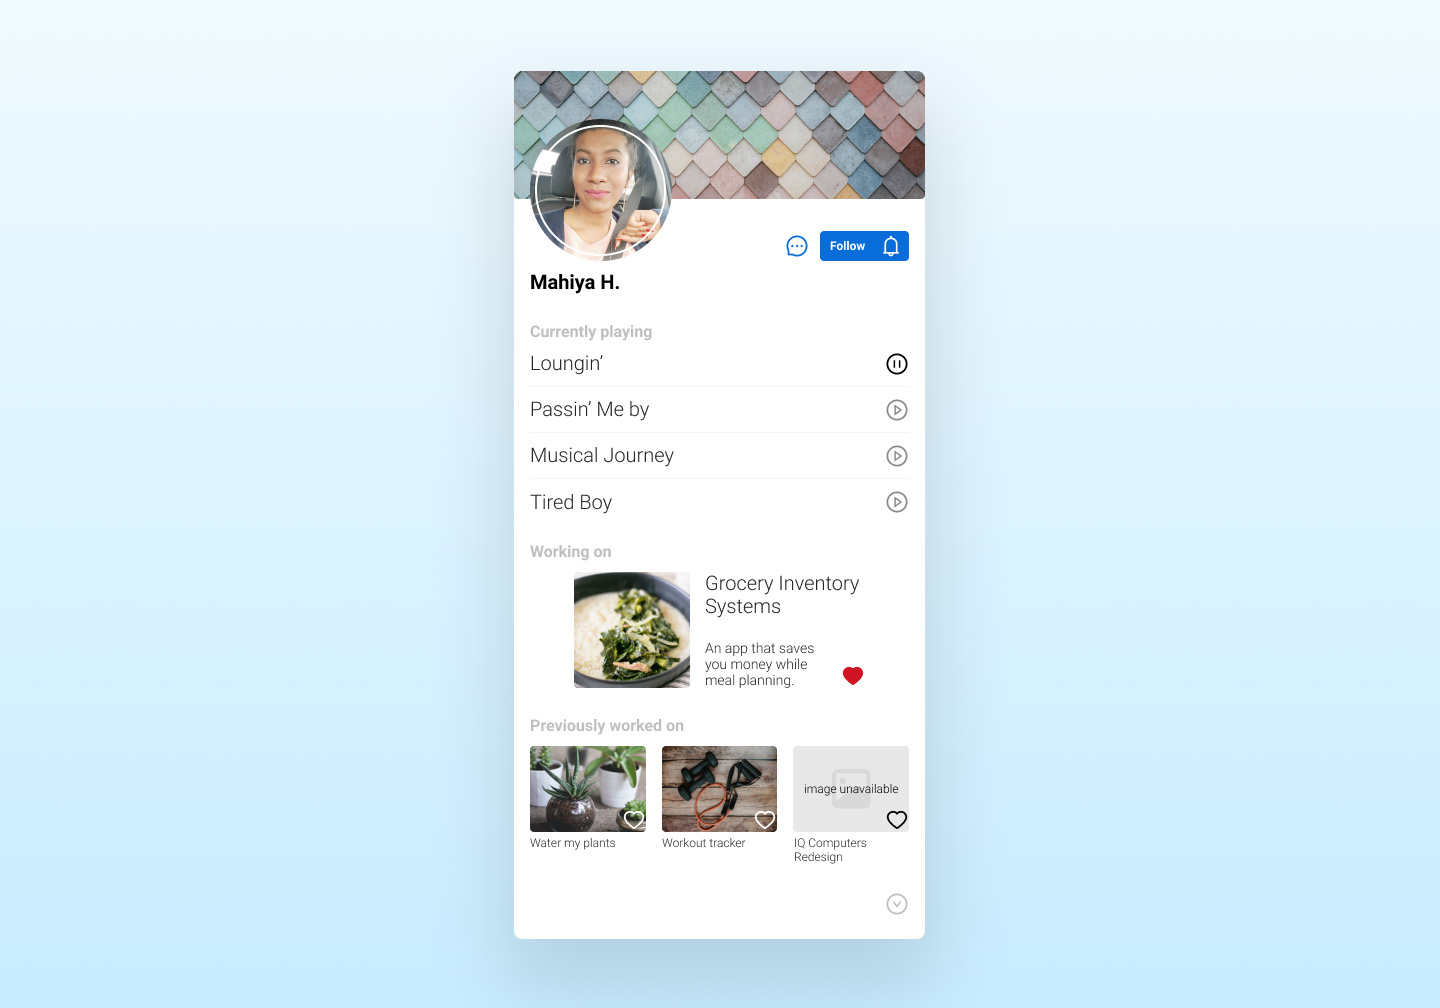 Follow
Mahiya H.
Currently playing
Loungin’
Passin’ Me by
Musical Journey
Tired Boy
Working on
Grocery Inventory
Systems
An app that saves
you money while
meal planning.
Previously worked on
image unavailable
Water my plants
Workout tracker
IQ Computers
Redesign